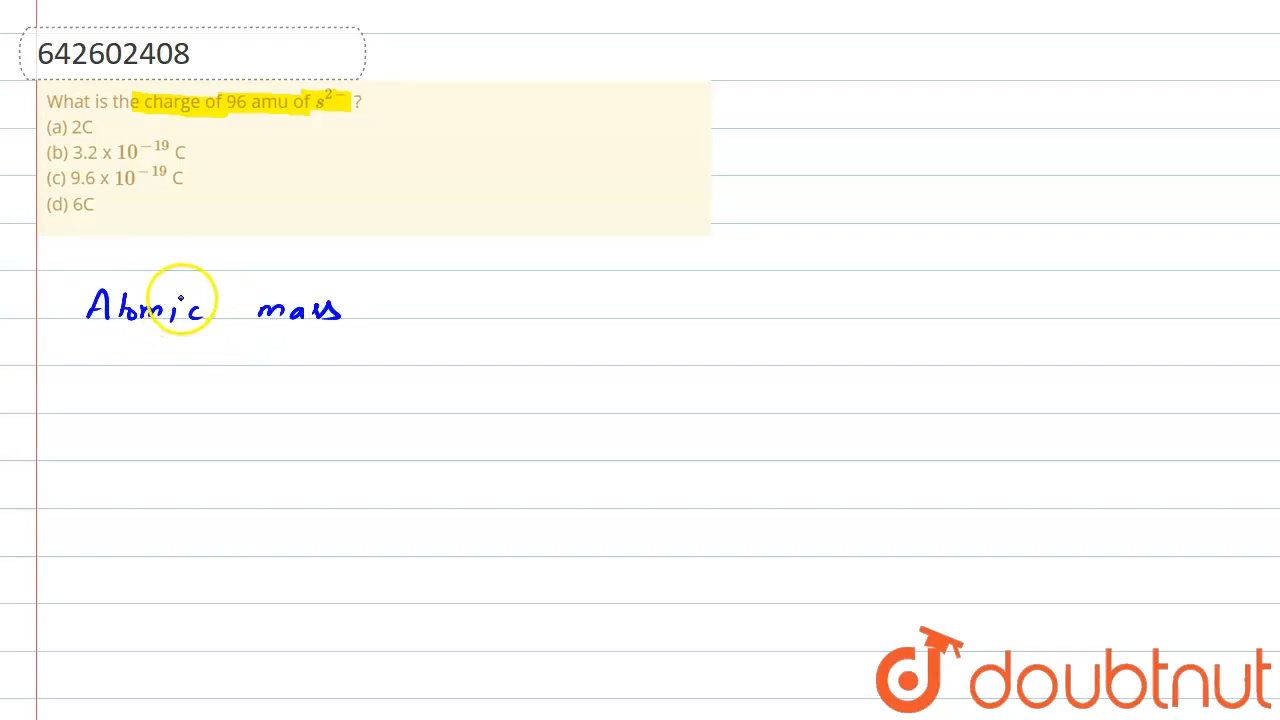 642602408
What is the charge of 96 amu of s²⁻ ?
(a) 2C
(b) 3.2 x 10⁻¹⁹ C
(c) 9.6 x 10⁻¹⁹ C
(d) 6C
Atomic mass
doubtnut